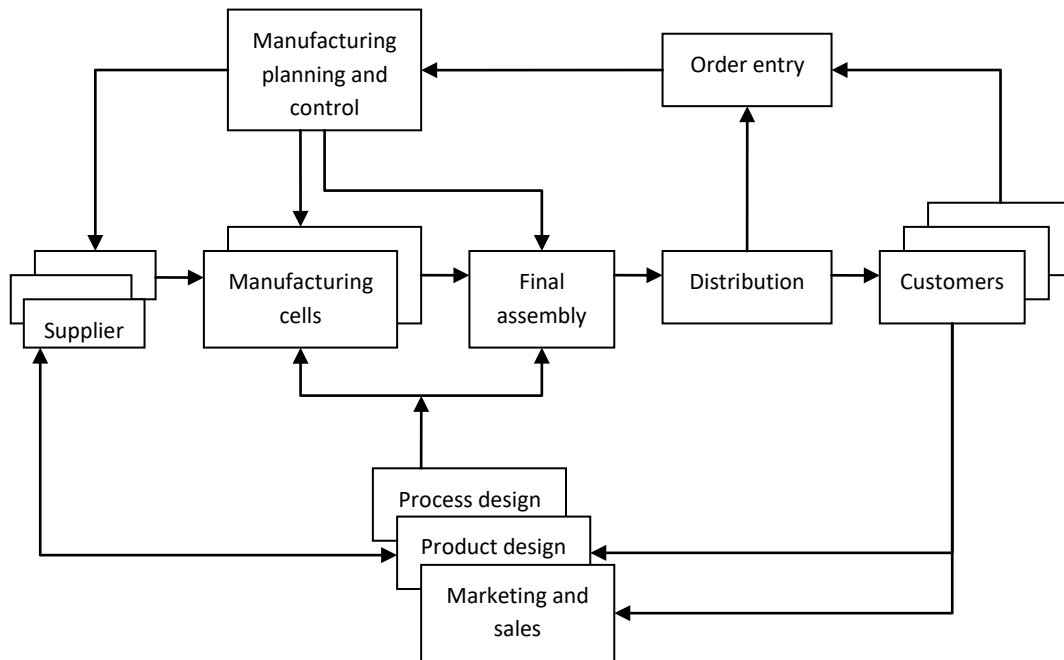 Manufacturing
planning and
control
Order entry
Supplier
Manufacturing
cells
Final
assembly
Distribution
Customers
Process design
Product design
Marketing and
sales